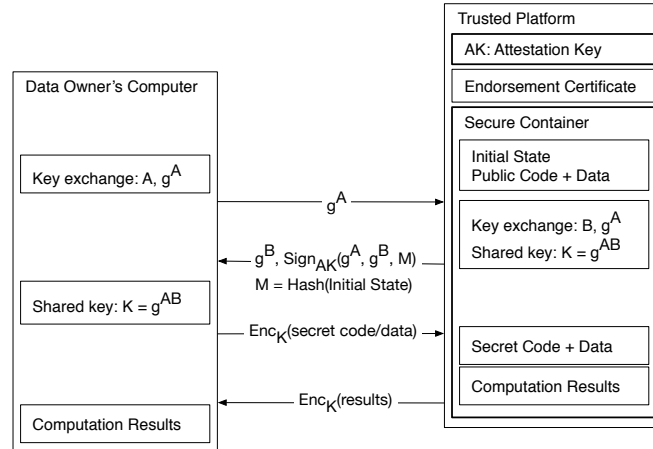 Trusted Platform
AK: Attestation Key
Endorsement Certificate
Data Owner's Computer
Secure Container
Initial State
Public Code + Data
Key exchange: A, g^A
g^A
Key exchange: B, g^A
Shared key: K = g^AB
g^B, Sign_AK(g^A, g^B, M)
M = Hash(Initial State)
Shared key: K = g^AB
Enc_K(secret code/data)
Secret Code + Data
Computation Results
Enc_K(results)
Computation Results